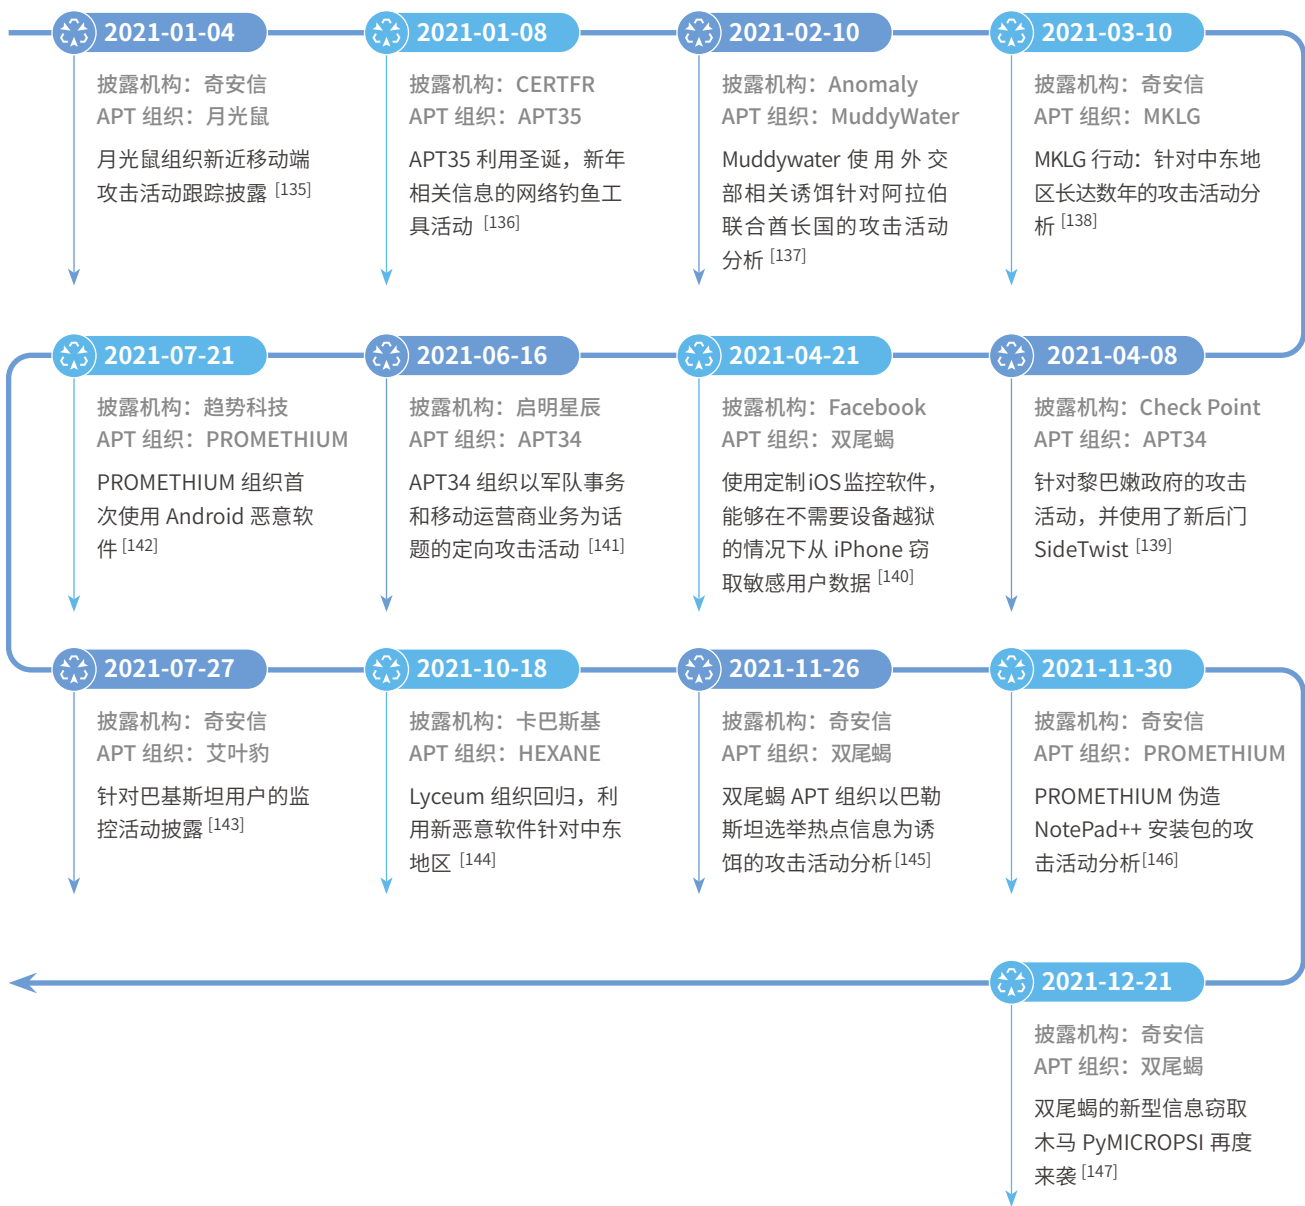 2021-01-04
披露机构：奇安信
APT 组织：月光鼠
月光鼠组织新近移动端
攻击活动跟踪披露 [135]
2021-01-08
披露机构：CERTFR
APT 组织：APT35
APT35 利用圣诞，新年
相关信息的网络钓鱼工
具活动 [136]
2021-02-10
披露机构：Anomaly
APT 组织：MuddyWater
Muddywater 使用外交
部相关诱饵针对阿拉伯
联合酋长国的攻击活动
分析 [137]
2021-03-10
披露机构：奇安信
APT 组织：MKLG
MKLG 行动：针对中东地
区长达数年的攻击活动分
析 [138]
2021-04-08
披露机构：Check Point
APT 组织：APT34
针对黎巴嫩政府的攻击
活动，并使用了新后门
SideTwist [139]
2021-04-21
披露机构：Facebook
APT 组织：双尾蝎
使用定制iOS监控软件，
能够在不需要设备越狱
的情况下从 iPhone 窃
取敏感用户数据 [140]
2021-06-16
披露机构：启明星辰
APT 组织：APT34
APT34 组织以军队事务
和移动运营商业务为话
题的定向攻击活动 [141]
2021-07-21
披露机构：趋势科技
APT 组织：PROMETHIUM
PROMETHIUM 组织首
次使用 Android 恶意软
件 [142]
2021-07-27
披露机构：奇安信
APT 组织：艾叶豹
针对巴基斯坦用户的监
控活动披露 [143]
2021-10-18
披露机构：卡巴斯基
APT 组织：HEXANE
Lyceum 组织回归，利
用新恶意软件针对中东
地区 [144]
2021-11-26
披露机构：奇安信
APT 组织：双尾蝎
双尾蝎 APT 组织以巴勒
斯坦选举热点信息为诱
饵的攻击活动分析[145]
2021-11-30
披露机构：奇安信
APT 组织：PROMETHIUM
PROMETHIUM 伪造
NotePad++ 安装包的攻
击活动分析[146]
2021-12-21
披露机构：奇安信
APT 组织：双尾蝎
双尾蝎的新型信息窃取
木马 PyMICROPSI 再度
来袭 [147]